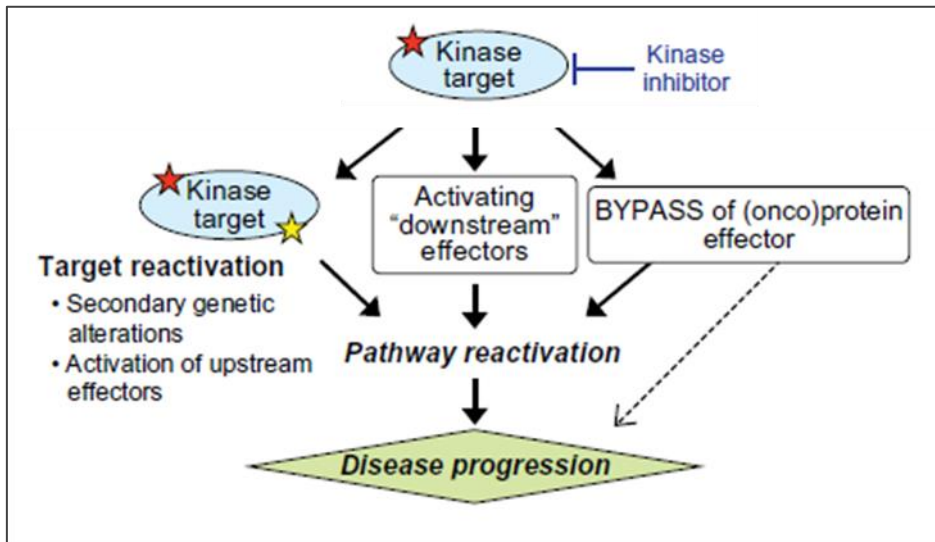 Kinase
target
Kinase
inhibitor
Kinase
target
Target reactivation
• Secondary genetic
alterations
• Activation of upstream
effectors
Activating
"downstream"
effectors
BYPASS of (onco)protein
effector
Pathway reactivation
Disease progression